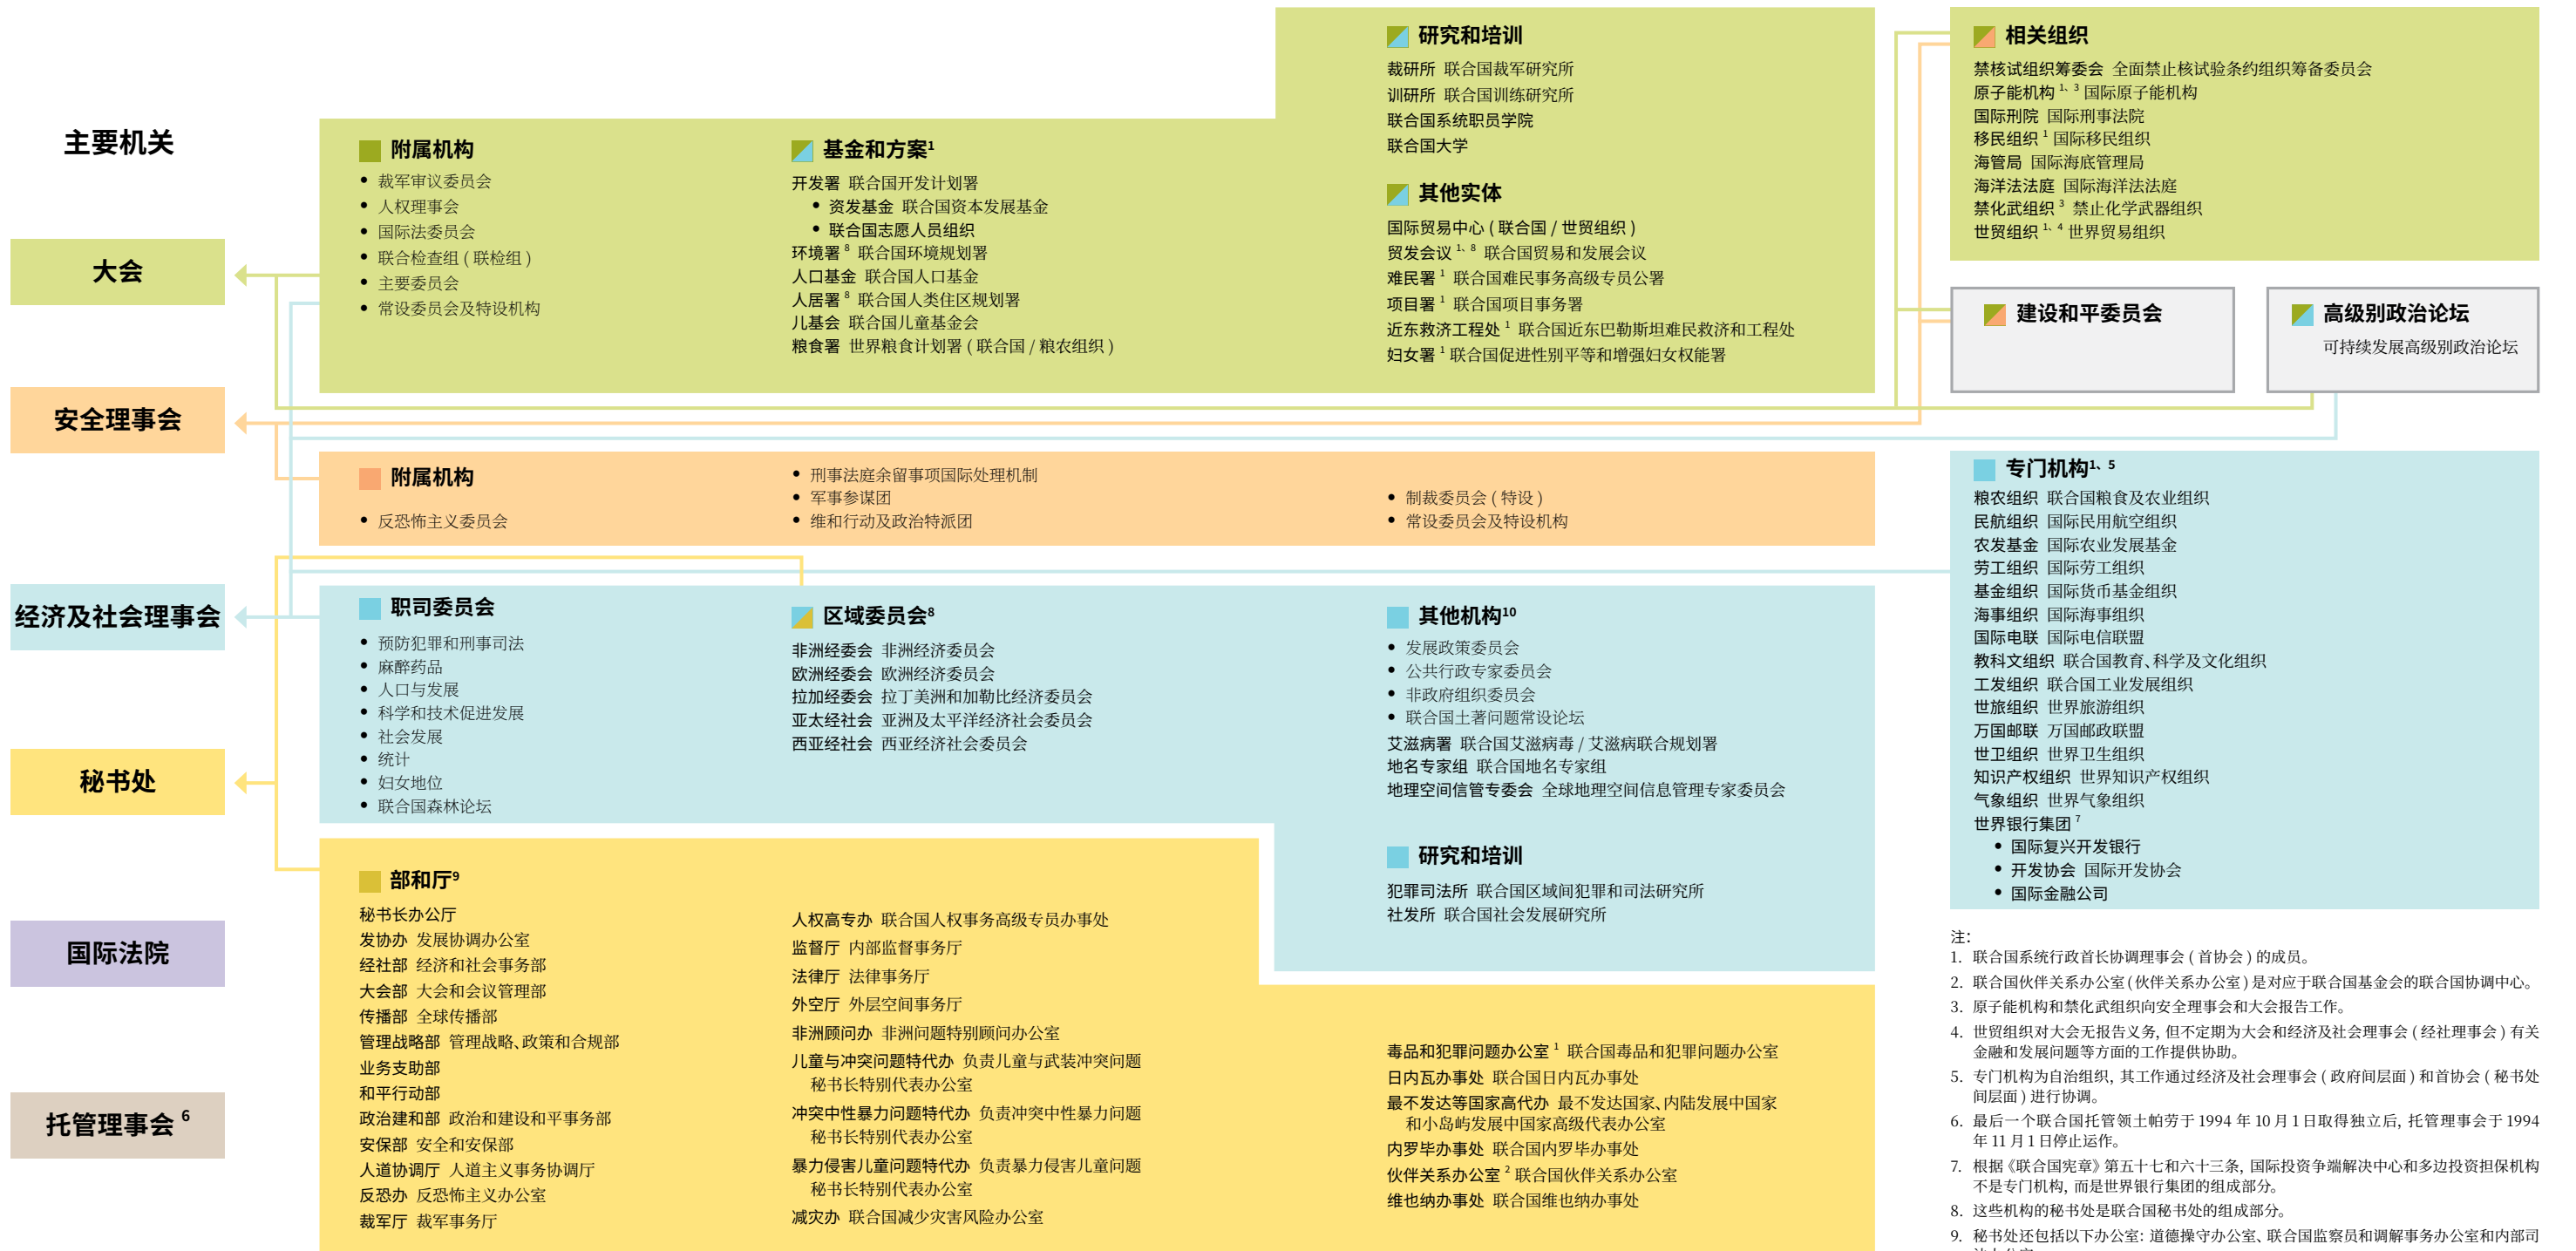 主要机关
大会
安全理事会
经济及社会理事会
秘书处
国际法院
托管理事会 6
附属机构
• 裁军审议委员会
• 人权理事会
• 国际法委员会
• 联合检查组 ( 联检组 )
• 主要委员会
• 常设委员会及特设机构
基金和方案1
开发署 联合国开发计划署
• 资发基金 联合国资本发展基金
• 联合国志愿人员组织
环境署 8 联合国环境规划署
人口基金 联合国人口基金
人居署 8 联合国人类住区规划署
儿基会 联合国儿童基金会
粮食署 世界粮食计划署 ( 联合国 / 粮农组织 )
研究和培训
裁研所 联合国裁军研究所
训研所 联合国训练研究所
联合国系统职员学院
联合国大学
其他实体
国际贸易中心 ( 联合国 / 世贸组织 )
贸发会议 1、8 联合国贸易和发展会议
难民署 1 联合国难民事务高级专员公署
项目署 1 联合国项目事务署
近东救济工程处 1 联合国近东巴勒斯坦难民救济和工程处
妇女署 1 联合国促进性别平等和增强妇女权能署
相关组织
禁核试组织筹委会 全面禁止核试验条约组织筹备委员会
原子能机构 1、3 国际原子能机构
国际刑院 国际刑事法院
移民组织 1 国际移民组织
海管局 国际海底管理局
海洋法法庭 国际海洋法法庭
禁化武组织 3 禁止化学武器组织
世贸组织 1、4 世界贸易组织
建设和平委员会
高级别政治论坛
可持续发展高级别政治论坛
附属机构
• 反恐怖主义委员会
• 刑事法庭余留事项国际处理机制
• 军事参谋团
• 维和行动及政治特派团
• 制裁委员会 ( 特设 )
• 常设委员会及特设机构
职司委员会
• 预防犯罪和刑事司法
• 麻醉药品
• 人口与发展
• 科学和技术促进发展
• 社会发展
• 统计
• 妇女地位
• 联合国森林论坛
区域委员会8
非洲经委会 非洲经济委员会
欧洲经委会 欧洲经济委员会
拉加经委会 拉丁美洲和加勒比经济委员会
亚太经社会 亚洲及太平洋经济社会委员会
西亚经社会 西亚经济社会委员会
其他机构10
• 发展政策委员会
• 公共行政专家委员会
• 非政府组织委员会
• 联合国土著问题常设论坛
艾滋病署 联合国艾滋病毒 / 艾滋病联合规划署
地名专家组 联合国地名专家组
地理空间信管专委会 全球地理空间信息管理专家委员会
研究和培训
犯罪司法所 联合国区域间犯罪和司法研究所
社发所 联合国社会发展研究所
专门机构1、5
粮农组织 联合国粮食及农业组织
民航组织 国际民用航空组织
农发基金 国际农业发展基金
劳工组织 国际劳工组织
基金组织 国际货币基金组织
海事组织 国际海事组织
国际电联 国际电信联盟
教科文组织 联合国教育、科学及文化组织
工发组织 联合国工业发展组织
世旅组织 世界旅游组织
万国邮联 万国邮政联盟
世卫组织 世界卫生组织
知识产权组织 世界知识产权组织
气象组织 世界气象组织
世界银行集团 7
• 国际复兴开发银行
• 开发协会 国际开发协会
• 国际金融公司
部和厅9
秘书长办公厅
发协办 发展协调办公室
经社部 经济和社会事务部
大会部 大会和会议管理部
传播部 全球传播部
管理战略部 管理战略、政策和合规部
业务支助部
和平行动部
政治建和部 政治和建设和平事务部
安保部 安全和安保部
人道协调厅 人道主义事务协调厅
反恐办 反恐怖主义办公室
裁军厅 裁军事务厅
人权高专办 联合国人权事务高级专员办事处
监督厅 内部监督事务厅
法律厅 法律事务厅
外空厅 外层空间事务厅
非洲顾问办 非洲问题特别顾问办公室
儿童与冲突问题特代办 负责儿童与武装冲突问题
秘书长特别代表办公室
冲突中性暴力问题特代办 负责冲突中性暴力问题
秘书长特别代表办公室
暴力侵害儿童问题特代办 负责暴力侵害儿童问题
秘书长特别代表办公室
减灾办 联合国减少灾害风险办公室
毒品和犯罪问题办公室 1 联合国毒品和犯罪问题办公室
日内瓦办事处 联合国日内瓦办事处
最不发达等国家高代办 最不发达国家、内陆发展中国家
和小岛屿发展中国家高级代表办公室
内罗毕办事处 联合国内罗毕办事处
伙伴关系办公室 2 联合国伙伴关系办公室
维也纳办事处 联合国维也纳办事处
注：
1. 联合国系统行政首长协调理事会 ( 首协会 ) 的成员。
2. 联合国伙伴关系办公室 ( 伙伴关系办公室 ) 是对应于联合国基金会的联合国协调中心。
3. 原子能机构和禁化武组织向安全理事会和大会报告工作。
4. 世贸组织对大会无报告义务, 但不定期为大会和经济及社会理事会 ( 经社理事会 ) 有关
金融和发展问题等方面的工作提供协助。
5. 专门机构为自治组织, 其工作通过经济及社会理事会 ( 政府间层面 ) 和首协会 ( 秘书处
间层面 ) 进行协调。
6. 最后一个联合国托管领土帕劳于 1994 年 10 月 1 日取得独立后, 托管理事会于 1994
年 11 月 1 日停止运作。
7. 根据《联合国宪章》第五十七和六十三条, 国际投资争端解决中心和多边投资担保机构
不是专门机构, 而是世界银行集团的组成部分。
8. 这些机构的秘书处是联合国秘书处的组成部分。
9. 秘书处还包括以下办公室: 道德操守办公室、联合国监察员和调解事务办公室和内部司